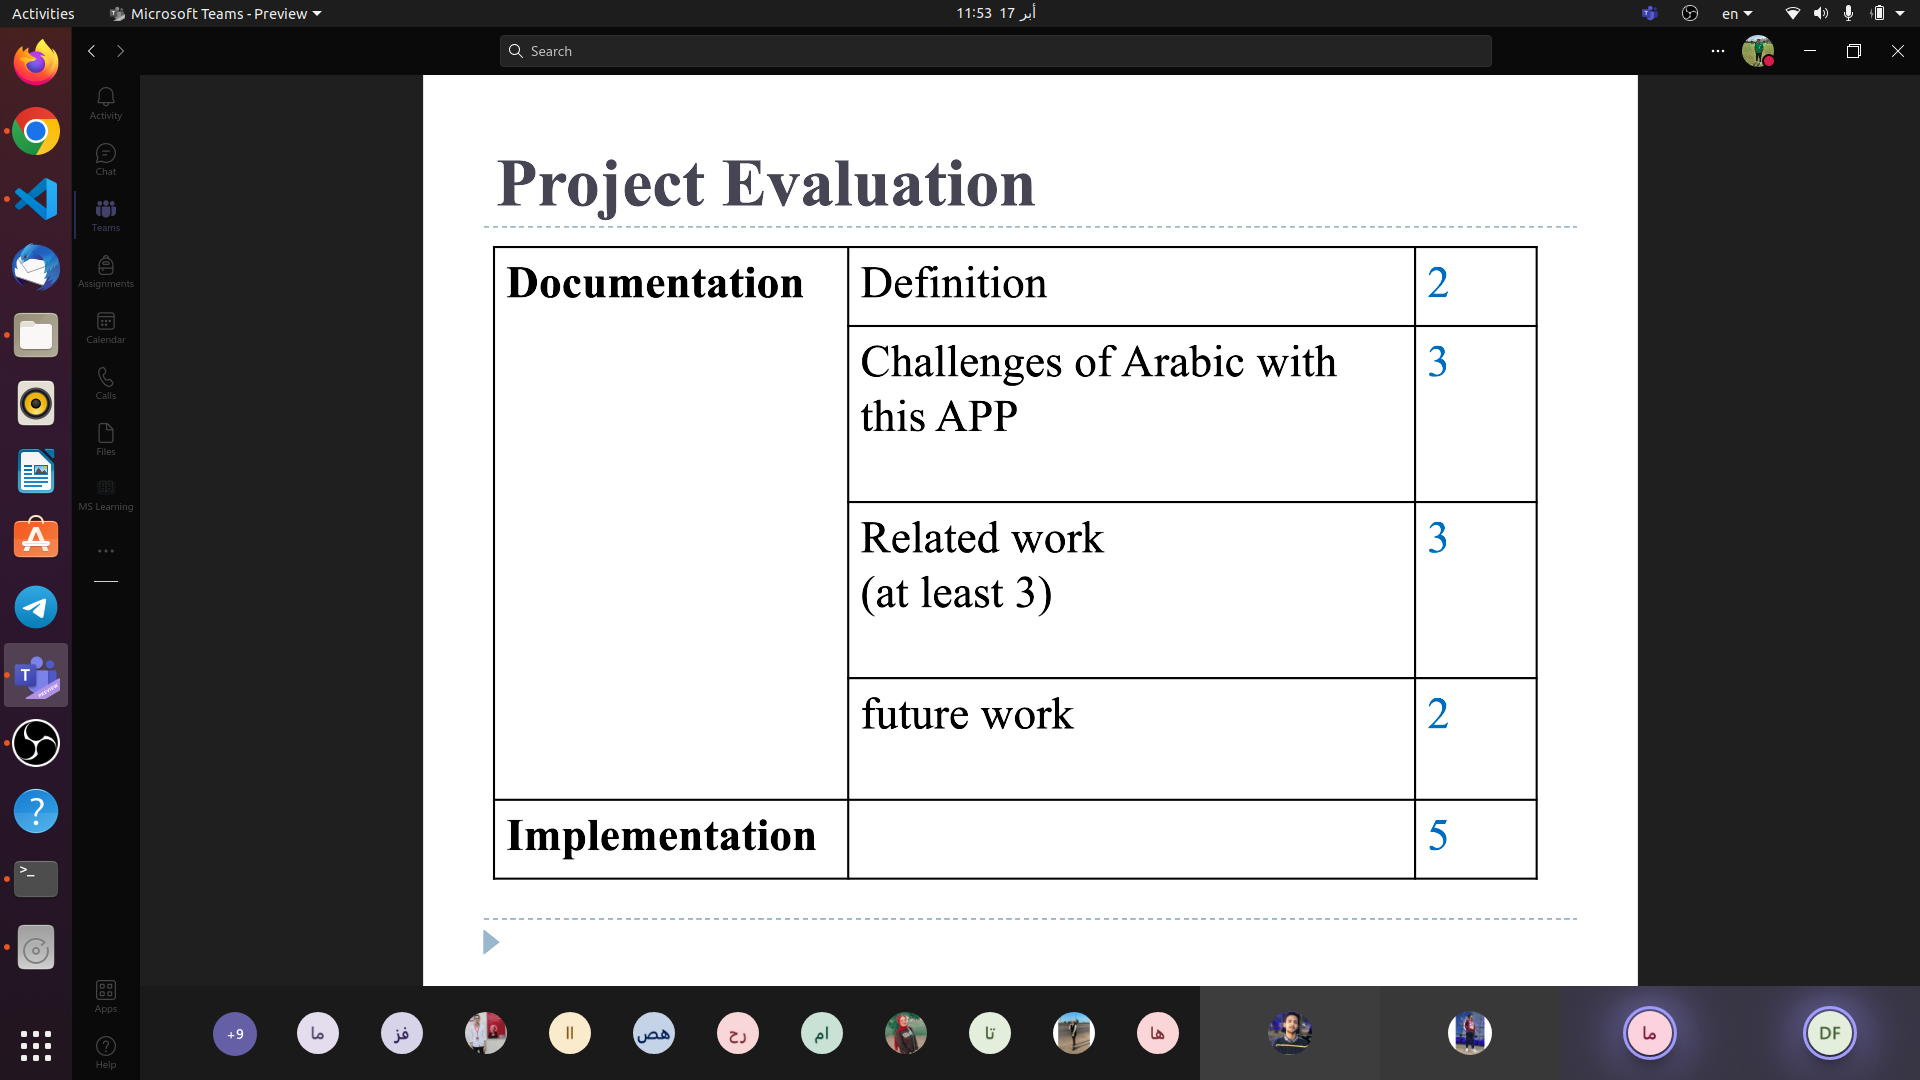 Activities
Microsoft Teams - Preview
11:53 17 أبر
en
Search
Activity
Chat
Teams
Assignments
Calendar
Calls
Files
MS Learning
Apps
Help
Project Evaluation
Documentation
Definition
2
Challenges of Arabic with
this APP
3
Related work
(at least 3)
3
future work
2
Implementation
5
+9
ما
فز
اا
هص
رح
ام
تا
ها
ما
DF